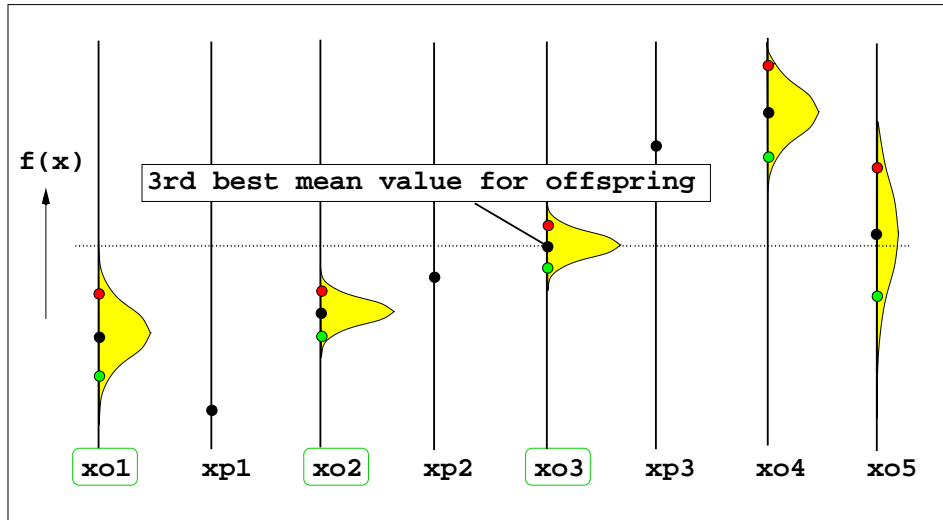 f(x)
3rd best mean value for offspring
xo1 xp1 xo2 xp2 xo3 xp3 xo4 xo5